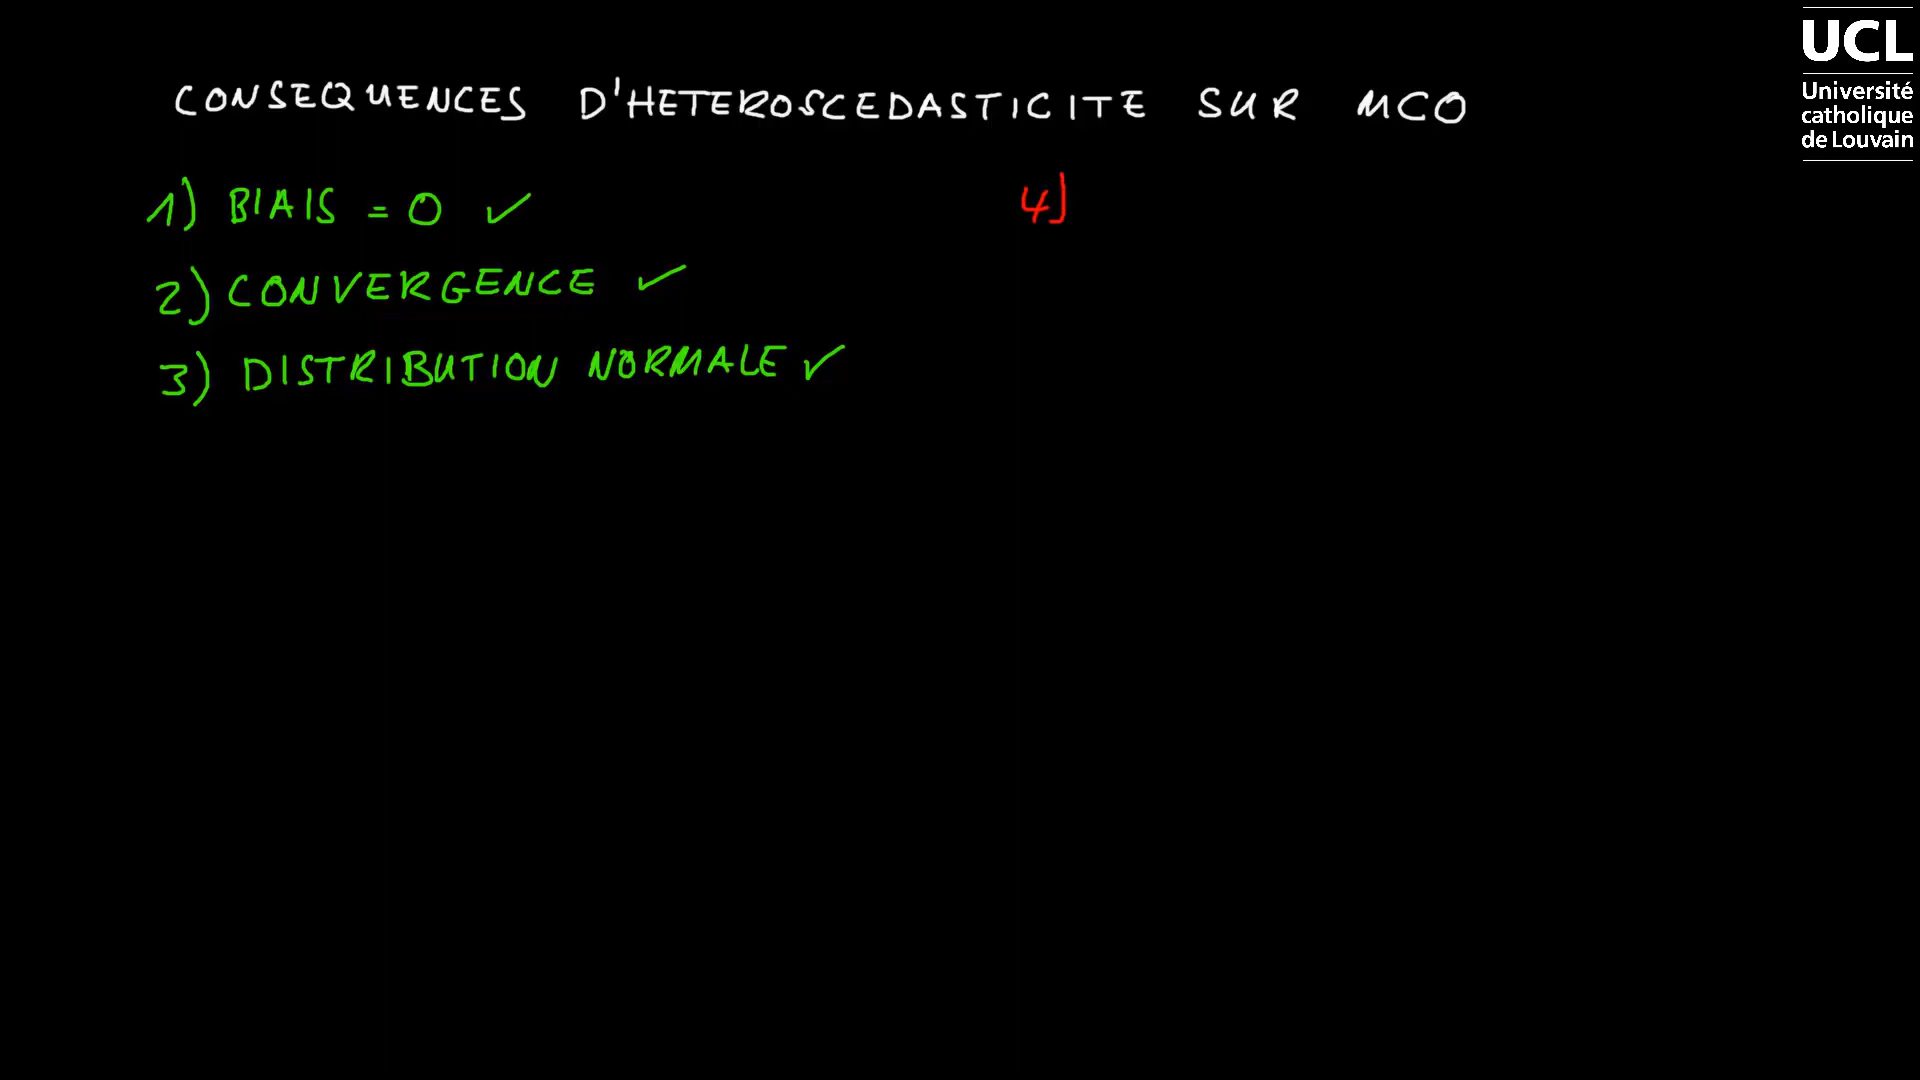 CONSEQUENCES D'HETEROSCEDASTICITE SUR MCO
1) BIAIS = 0 ✓
2) CONVERGENCE ✓
3) DISTRIBUTION NORMALE ✓
4)
UCL
Université
catholique
de Louvain